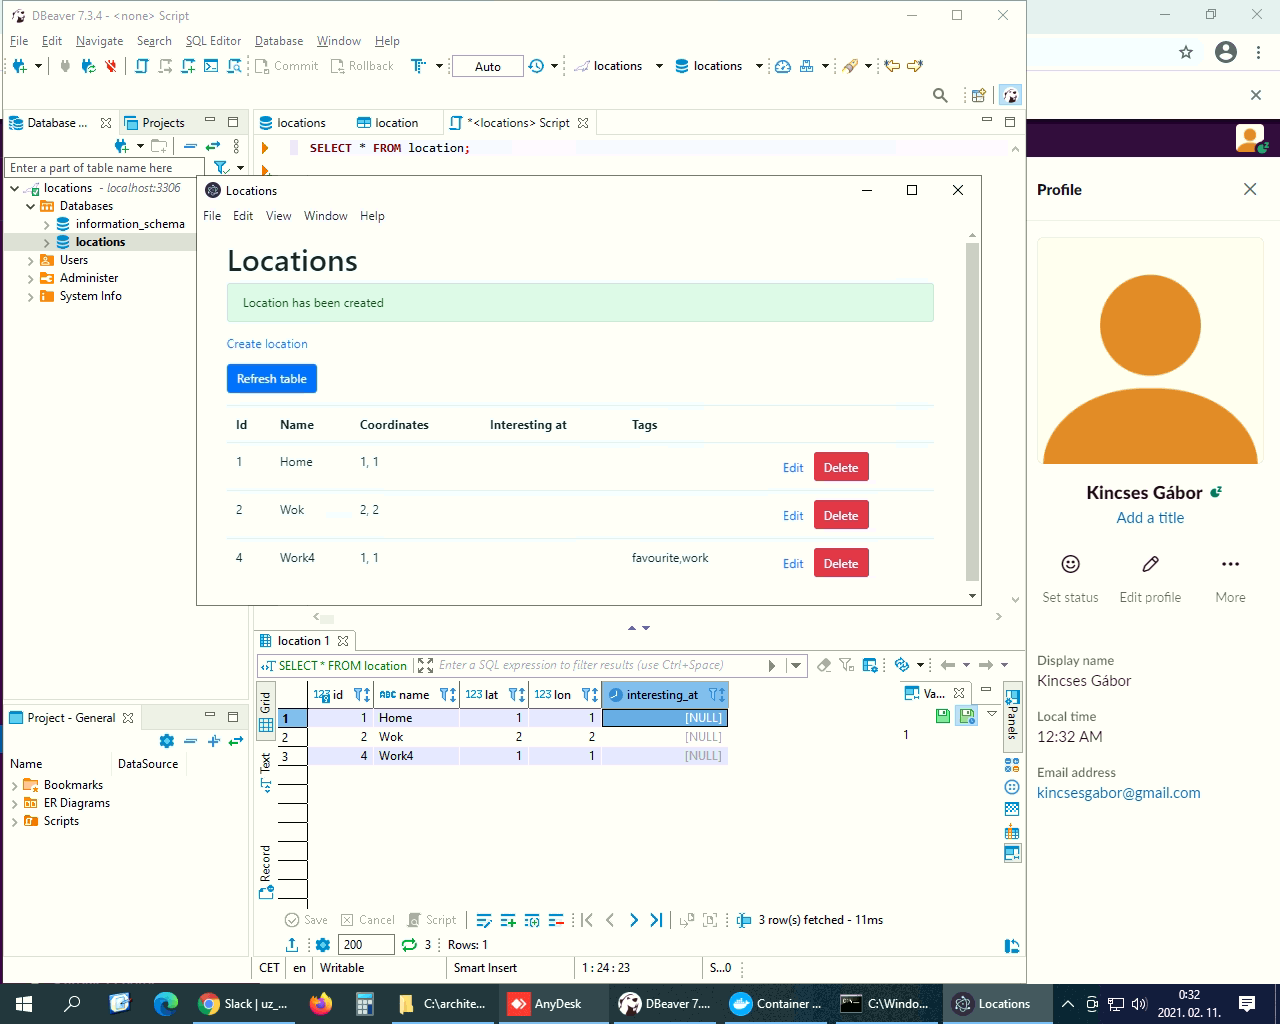 DBeaver 7.3.4 - <none> Script
File Edit Navigate Search SQL Editor Database Window Help
Commit Rollback Auto locations locations
Database ... Projects
Enter a part of table name here
locations - localhost:3306
Databases
information_schema
locations
Users
Administer
System Info
locations location *<locations> Script
SELECT * FROM location;
Locations
File Edit View Window Help
Locations
Location has been created
Create location
Refresh table
Id Name Coordinates Interesting at Tags
1 Home 1, 1 Edit Delete
2 Wok 2, 2 Edit Delete
4 Work4 1, 1 favourite,work Edit Delete
location 1
SELECT * FROM location Enter a SQL expression to filter results (use Ctrl+Space)
Grid
Text
Record
123 id ABC name 123 lat 123 lon interesting_at
1 1 Home 1 1 [NULL]
2 2 Wok 2 2 [NULL]
3 4 Work4 1 1 [NULL]
Va...
1
Panels
Save Cancel Script 3 row(s) fetched - 11ms
200 3 Rows: 1
CET en Writable Smart Insert 1 : 24 : 23 S...0
Project - General
Name DataSource
Bookmarks
ER Diagrams
Scripts
Profile
Kincses Gábor
Add a title
Set status Edit profile More
Display name
Kincses Gábor
Local time
12:32 AM
Email address
kincsesgabor@gmail.com
Slack | uz_... C:\archite... AnyDesk DBeaver 7.... Container ... C:\Windo... Locations
0:32
2021. 02. 11.